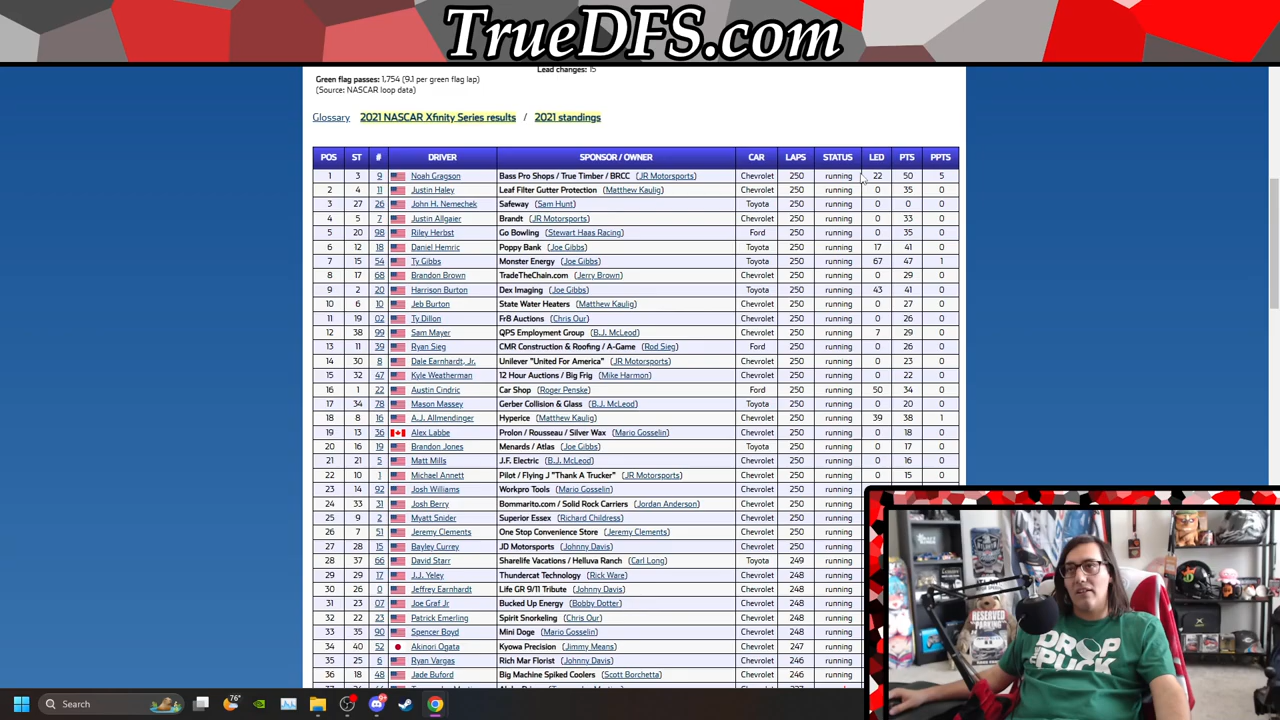 TrueDFS.com
Lead changes: 15
Green flag passes: 1,754 (9.1 per green flag lap)
(Source: NASCAR loop data)
Glossary 2021 NASCAR Xfinity Series results / 2021 standings
POS ST # DRIVER SPONSOR / OWNER CAR LAPS STATUS LED PTS PPTS
1 3 9 Noah Gragson Bass Pro Shops / True Timber / BRCC (JR Motorsports) Chevrolet 250 running 22 50 5
2 4 11 Justin Haley Leaf Filter Gutter Protection (Matthew Kaulig) Chevrolet 250 running 0 35 0
3 27 26 John H. Nemechek Safeway (Sam Hunt) Toyota 250 running 0 0 0
4 5 7 Justin Allgaier Brandt (JR Motorsports) Chevrolet 250 running 0 33 0
5 20 98 Riley Herbst Go Bowling (Stewart Haas Racing) Ford 250 running 0 35 0
6 12 18 Daniel Hemric Poppy Bank (Joe Gibbs) Toyota 250 running 17 41 0
7 15 54 Ty Gibbs Monster Energy (Joe Gibbs) Toyota 250 running 67 47 1
8 17 68 Brandon Brown TradeTheChain.com (Jerry Brown) Chevrolet 250 running 0 29 0
9 2 20 Harrison Burton Dex Imaging (Joe Gibbs) Toyota 250 running 43 41 0
10 6 10 Jeb Burton State Water Heaters (Matthew Kaulig) Chevrolet 250 running 0 27 0
11 19 02 Ty Dillon Fr8 Auctions (Chris Our) Chevrolet 250 running 0 26 0
12 38 99 Sam Mayer QPS Employment Group (B.J. McLeod) Chevrolet 250 running 7 29 0
13 11 39 Ryan Sieg CMR Construction & Roofing / A-Game (Rod Sieg) Ford 250 running 0 26 0
14 30 8 Dale Earnhardt, Jr. Unilever "United For America" (JR Motorsports) Chevrolet 250 running 0 23 0
15 32 47 Kyle Weatherman 12 Hour Auctions / Big Frig (Mike Harmon) Chevrolet 250 running 0 22 0
16 1 22 Austin Cindric Car Shop (Roger Penske) Ford 250 running 50 34 0
17 34 78 Mason Massey Gerber Collision & Glass (B.J. McLeod) Toyota 250 running 0 20 0
18 8 16 A.J. Allmendinger Hyperice (Matthew Kaulig) Chevrolet 250 running 39 38 1
19 13 36 Alex Labbe Prolon / Rousseau / Silver Wax (Mario Gosselin) Chevrolet 250 running 0 18 0
20 16 19 Brandon Jones Menards / Atlas (Joe Gibbs) Toyota 250 running 0 17 0
21 21 5 Matt Mills J.F. Electric (B.J. McLeod) Chevrolet 250 running 0 16 0
22 10 1 Michael Annett Pilot / Flying J "Thank A Trucker" (JR Motorsports) Chevrolet 250 running 0 15 0
23 14 92 Josh Williams Workpro Tools (Mario Gosselin) Chevrolet 250 running
24 33 31 Josh Berry Bommarito.com / Solid Rock Carriers (Jordan Anderson) Chevrolet 250 running
25 9 2 Myatt Snider Superior Essex (Richard Childress) Chevrolet 250 running
26 7 51 Jeremy Clements One Stop Convenience Store (Jeremy Clements) Chevrolet 250 running
27 28 15 Bayley Currey JD Motorsports (Johnny Davis) Chevrolet 250 running
28 37 66 David Starr Sharelife Vacations / Helluva Ranch (Carl Long) Toyota 249 running
29 29 17 J.J. Yeley Thundercat Technology (Rick Ware) Chevrolet 248 running
30 26 0 Jeffrey Earnhardt Life GR 9/11 Tribute (Johnny Davis) Chevrolet 248 running
31 23 07 Joe Graf Jr Bucked Up Energy (Bobby Dotter) Chevrolet 248 running
32 22 23 Patrick Emerling Spirit Snorkeling (Chris Our) Chevrolet 248 running
33 36 90 Spencer Boyd Mini Doge (Mario Gosselin) Chevrolet 248 running
34 40 52 Akinori Ogata Kyowa Precision (Jimmy Means) Chevrolet 247 running
35 25 6 Ryan Vargas Rich Mar Florist (Johnny Davis) Chevrolet 246 running
36 18 48 Jade Buford Big Machine Spiked Coolers (Scott Borchetta) Chevrolet 246 running
RESERVED PARKING
DROP THE PUCK
76°
Search